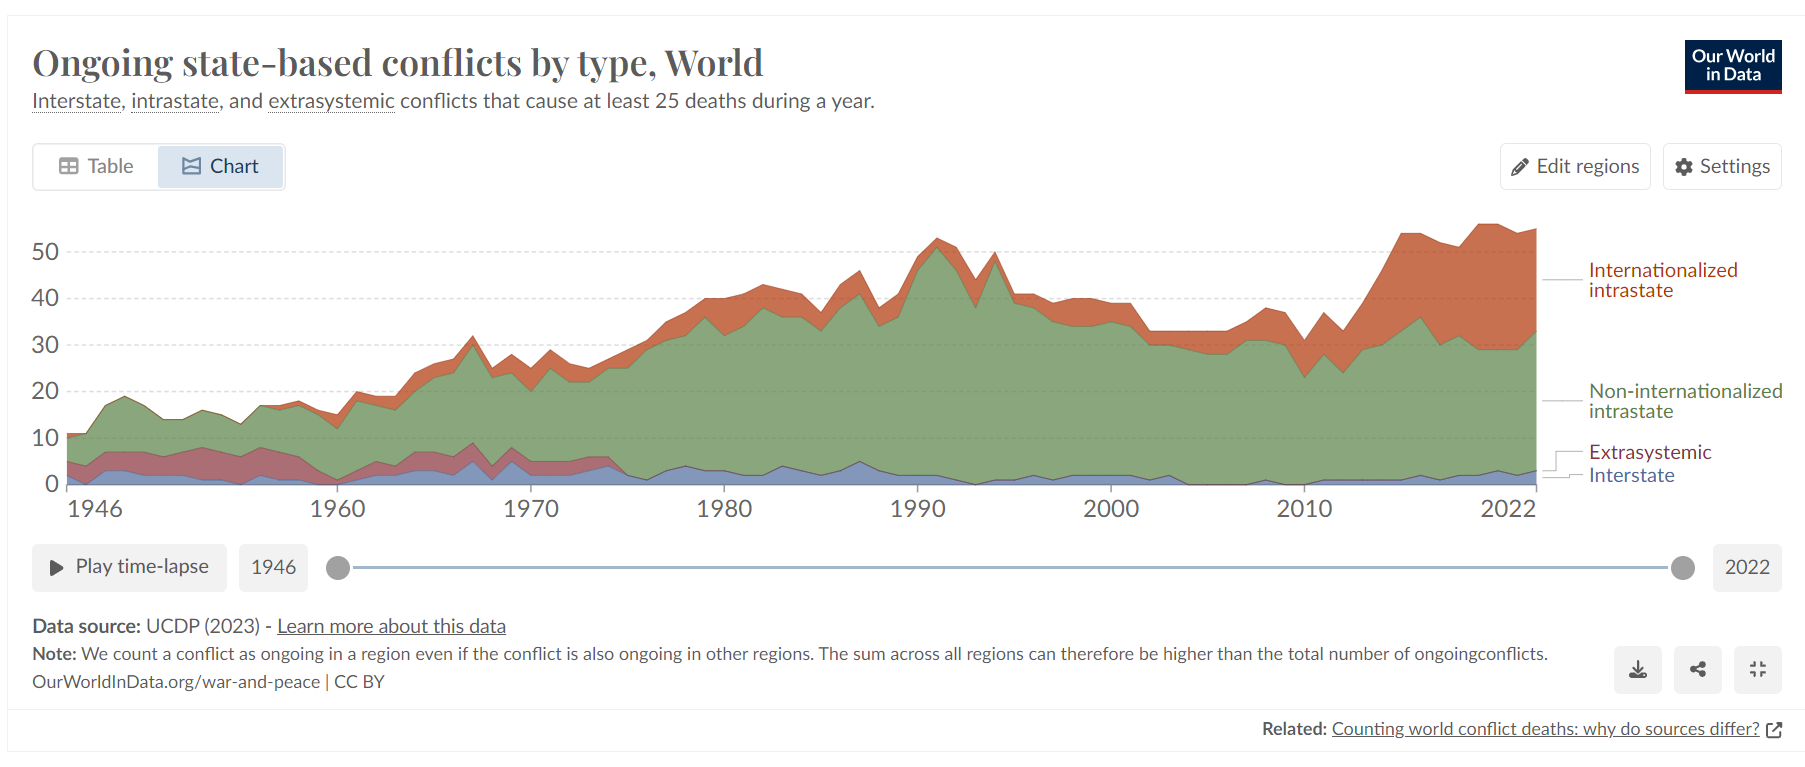 Ongoing state-based conflicts by type, World
Interstate, intrastate, and extrasystemic conflicts that cause at least 25 deaths during a year.
Our World
in Data
Table
Chart
Edit regions
Settings
50
40
30
20
10
0
1946
1960
1970
1980
1990
2000
2010
2022
Internationalized
intrastate
Non-internationalized
intrastate
Extrasystemic
Interstate
Play time-lapse
1946
2022
Data source: UCDP (2023) - Learn more about this data
Note: We count a conflict as ongoing in a region even if the conflict is also ongoing in other regions. The sum across all regions can therefore be higher than the total number of ongoingconflicts.
OurWorldInData.org/war-and-peace | CC BY
Related: Counting world conflict deaths: why do sources differ?